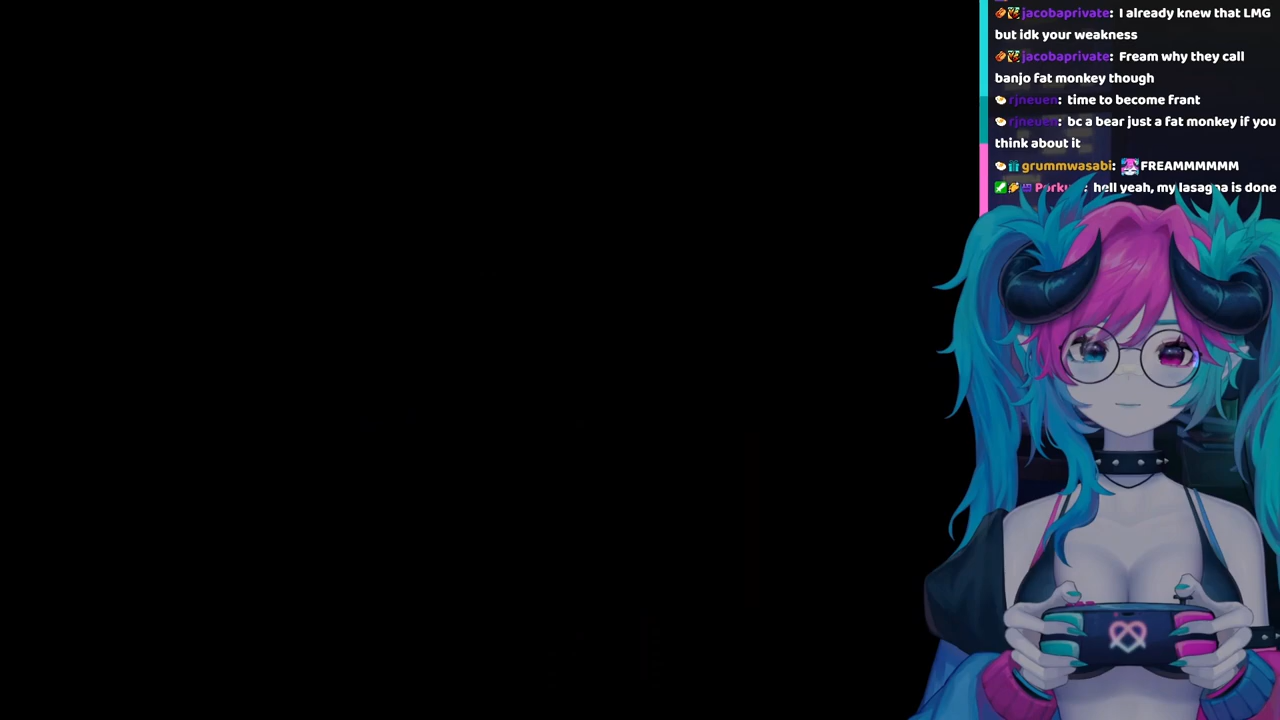 jacobaprivate: I already knew that LMG
but idk your weakness
jacobaprivate: Fream why they call
banjo fat monkey though
rjneuen: time to become frant
rjneuen: bc a bear just a fat monkey if you
think about it
grummwasabi: FREAMMMMMM
hell yeah, my lasagna is done